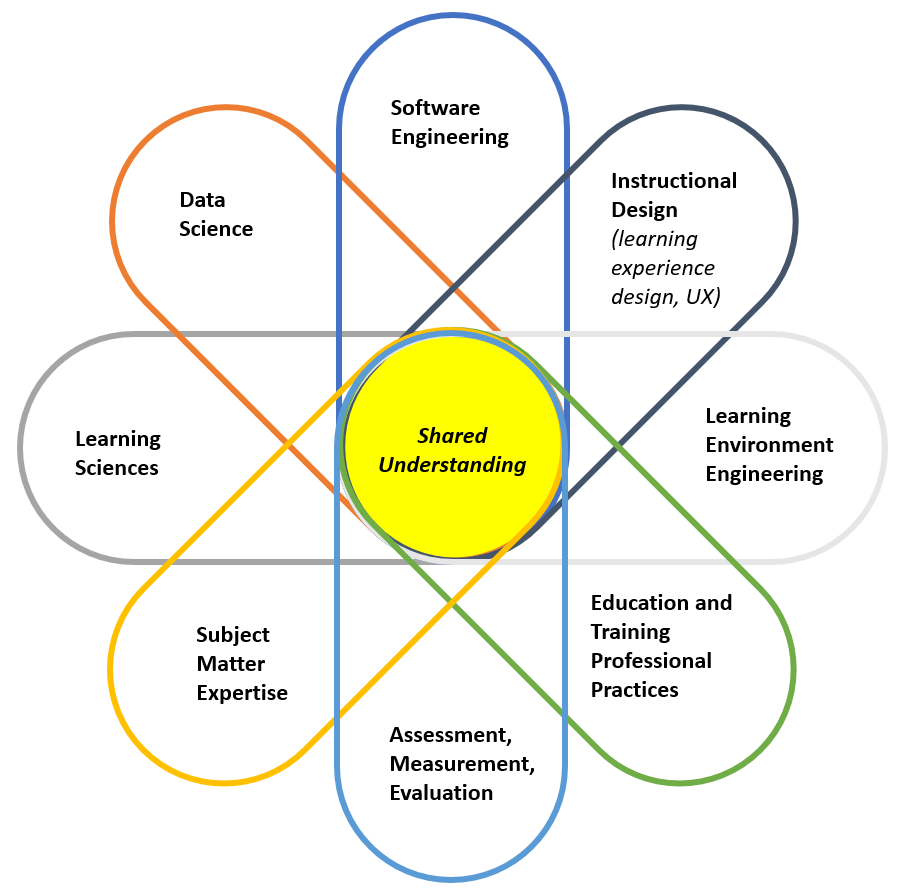 Software
Engineering
Data
Science
Instructional
Design
(learning
experience
design, UX)
Learning
Sciences
Shared
Understanding
Learning
Environment
Engineering
Subject
Matter
Expertise
Education and
Training
Professional
Practices
Assessment,
Measurement,
Evaluation